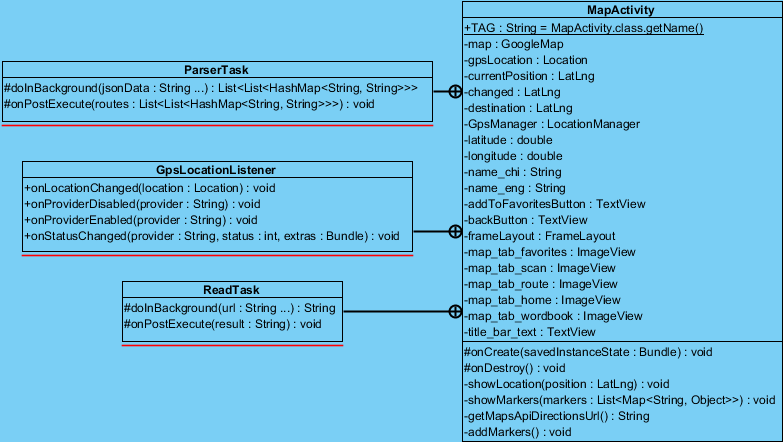 ParserTask
#doInBackground(jsonData : String ...) : List<List<HashMap<String, String>>>
#onPostExecute(routes : List<List<HashMap<String, String>>>) : void
GpsLocationListener
+onLocationChanged(location : Location) : void
+onProviderDisabled(provider : String) : void
+onProviderEnabled(provider : String) : void
+onStatusChanged(provider : String, status : int, extras : Bundle) : void
ReadTask
#doInBackground(url : String ...) : String
#onPostExecute(result : String) : void
MapActivity
+TAG : String = MapActivity.class.getName()
-map : GoogleMap
-gpsLocation : Location
-currentPosition : LatLng
-changed : LatLng
-destination : LatLng
-GpsManager : LocationManager
-latitude : double
-longitude : double
-name_chi : String
-name_eng : String
-addToFavoritesButton : TextView
-backButton : TextView
-frameLayout : FrameLayout
-map_tab_favorites : ImageView
-map_tab_scan : ImageView
-map_tab_route : ImageView
-map_tab_home : ImageView
-map_tab_wordbook : ImageView
-title_bar_text : TextView
#onCreate(savedInstanceState : Bundle) : void
#onDestroy() : void
-showLocation(position : LatLng) : void
-showMarkers(markers : List<Map<String, Object>>) : void
-getMapsApiDirectionsUrl() : String
-addMarkers() : void